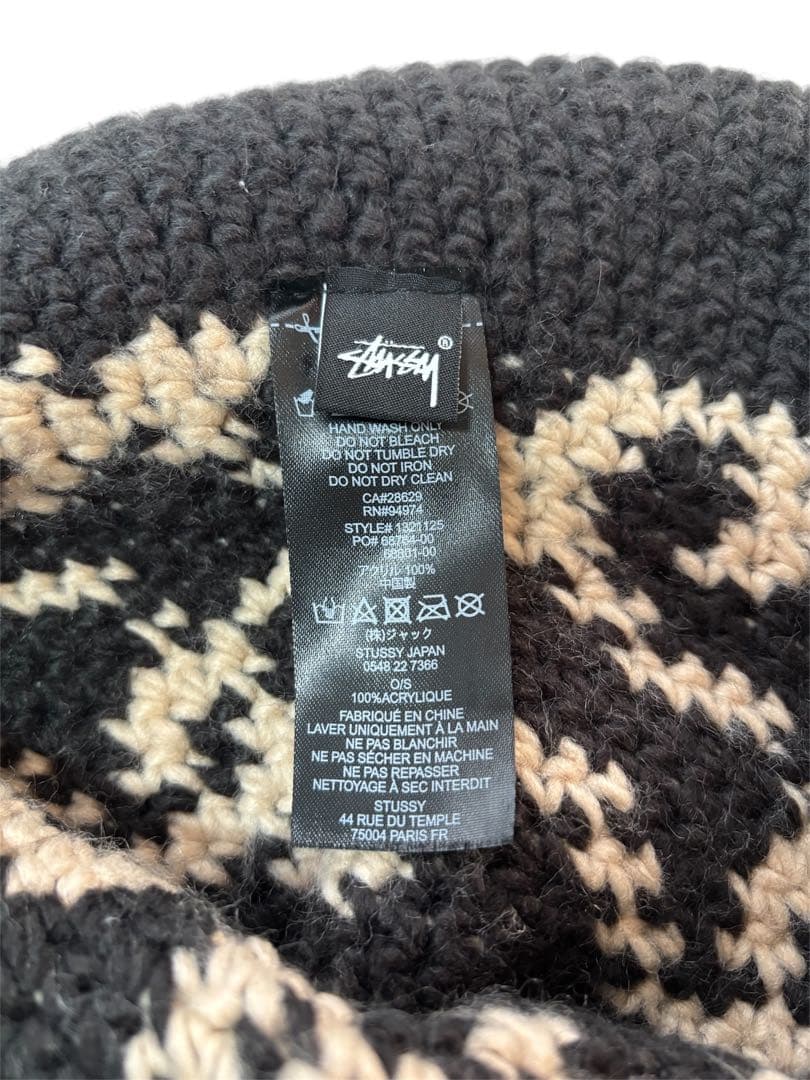 Stüssy ®
HAND WASH ONLY
DO NOT BLEACH
DO NOT TUMBLE DRY
DO NOT IRON
DO NOT DRY CLEAN
CA#28629
RN#94974
STYLE# 1321125
PO# 68784-00
68801-00
アクリル 100%
中国製
(株)ジャック
STUSSY JAPAN
0548 22 7366
O/S
100%ACRYLIQUE
FABRIQUÉ EN CHINE
LAVER UNIQUEMENT À LA MAIN
NE PAS BLANCHIR
NE PAS SÉCHER EN MACHINE
NE PAS REPASSER
NETTOYAGE À SEC INTERDIT
STUSSY
44 RUE DU TEMPLE
75004 PARIS FR